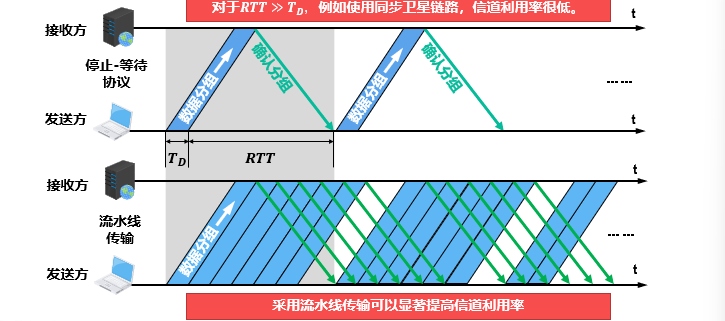 对于RTT ≫ T_D，例如使用同步卫星链路，信道利用率很低。
t
接收方
停止-等待
协议
数据分组
确认分组
数据分组
确认分组
... ...
发送方
t
T_D
RTT
t
接收方
流水线
传输
数据分组
... ...
发送方
t
采用流水线传输可以显著提高信道利用率